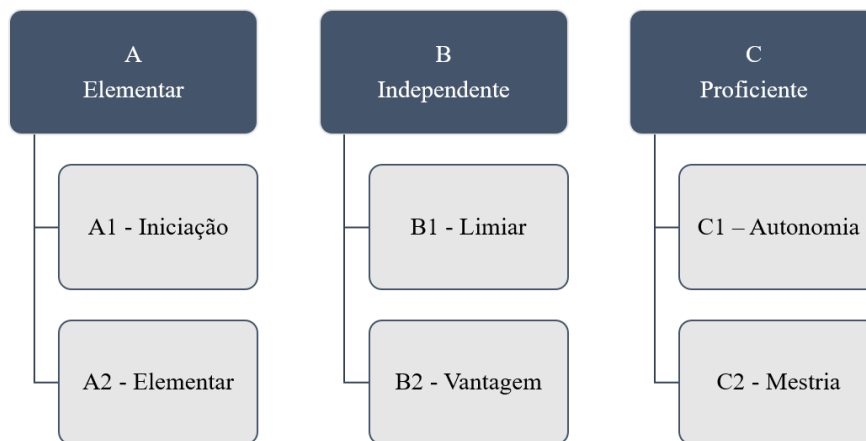 A
Elementar
A1 - Iniciação
A2 - Elementar
B
Independente
B1 - Limiar
B2 - Vantagem
C
Proficiente
C1 – Autonomia
C2 - Mestria